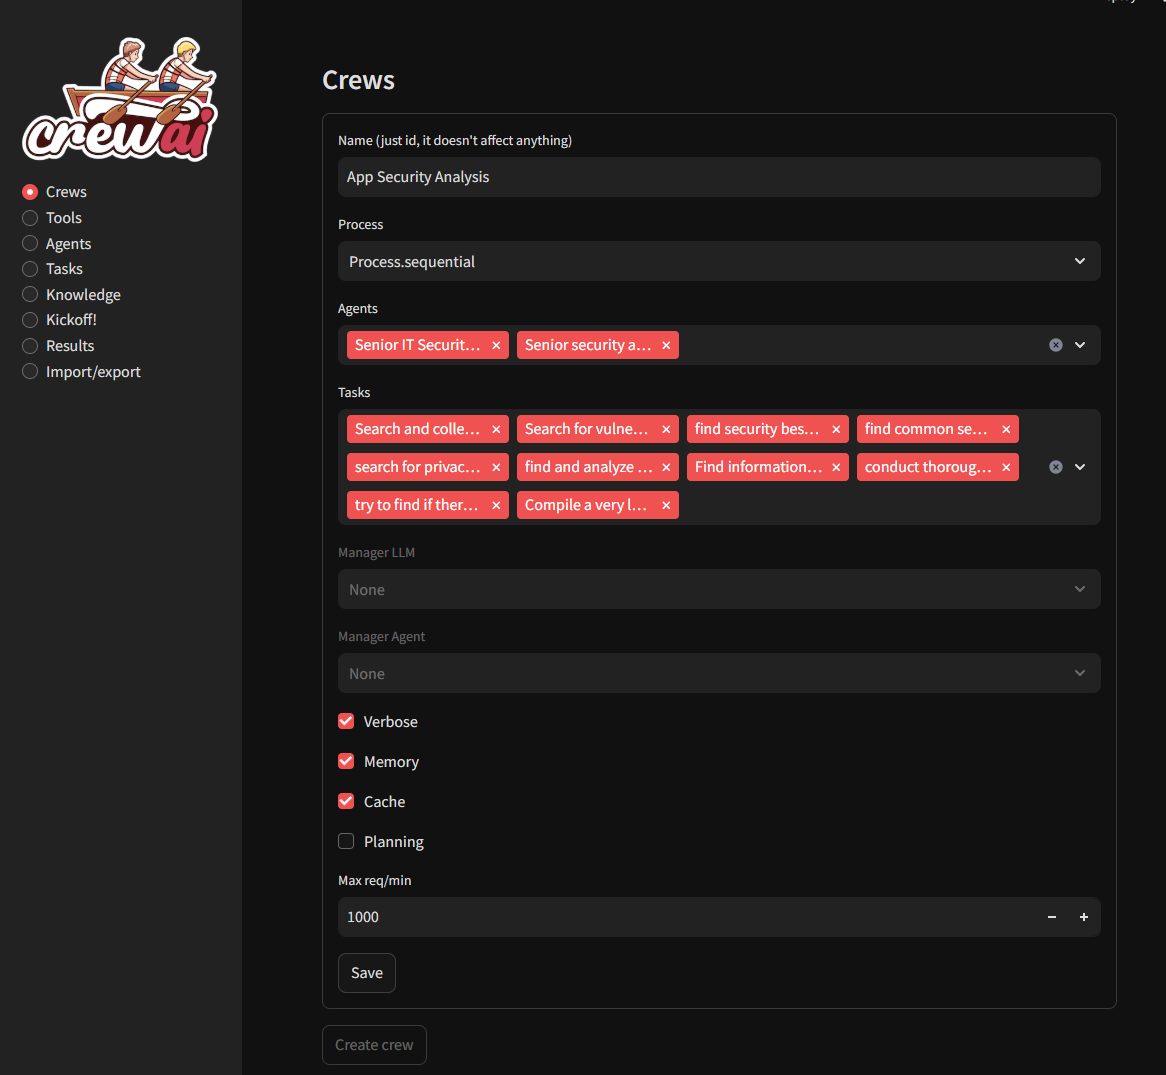 crewai
Crews
Tools
Agents
Tasks
Knowledge
Kickoff!
Results
Import/export
Crews
Name (just id, it doesn't affect anything)
App Security Analysis
Process
Process.sequential
Agents
Senior IT Securit... × Senior security a... ×
Tasks
Search and colle... × Search for vulne... × find security bes... × find common se... ×
search for privac... × find and analyze ... × Find information... × conduct thoroug... ×
try to find if ther... × Compile a very l... ×
Manager LLM
None
Manager Agent
None
Verbose
Memory
Cache
Planning
Max req/min
1000 − +
Save
Create crew